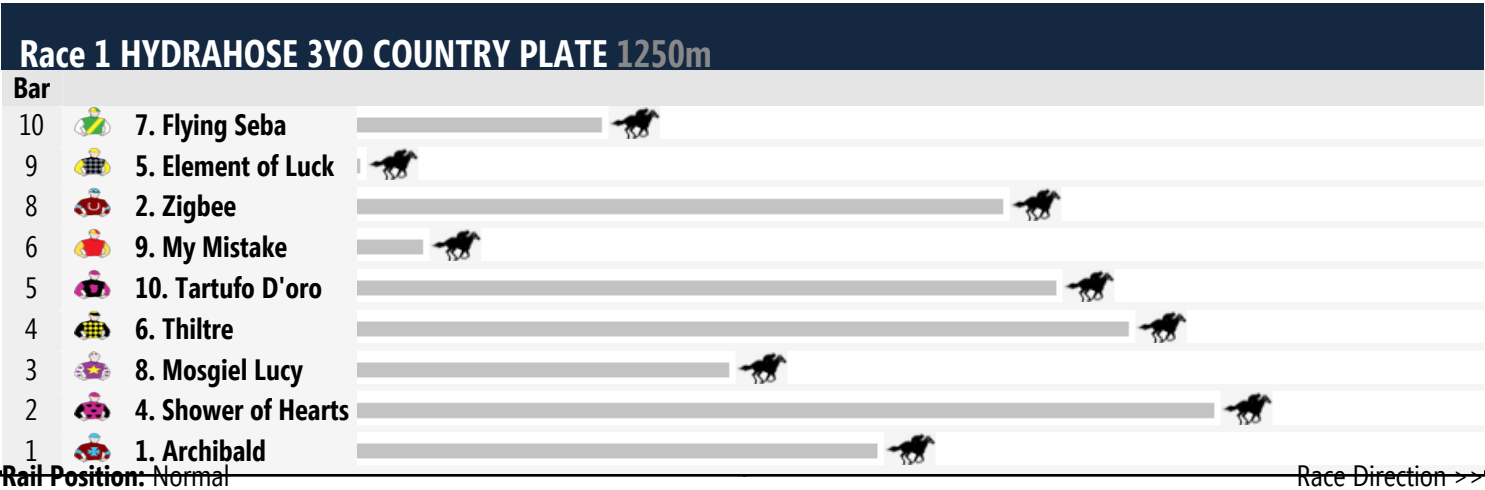 Race 1 HYDRAHOSE 3YO COUNTRY PLATE 1250m
Bar
10 7. Flying Seba
9 5. Element of Luck
8 2. Zigbee
6 9. My Mistake
5 10. Tartufo D'oro
4 6. Thiltre
3 8. Mosgiel Lucy
2 4. Shower of Hearts
1 1. Archibald
Rail Position: Normal Race Direction >>